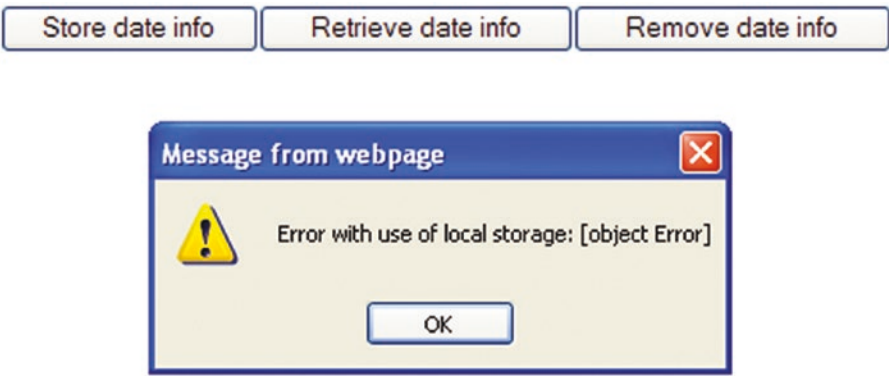 Store date info Retrieve date info Remove date info
Message from webpage
Error with use of local storage: [object Error]
OK